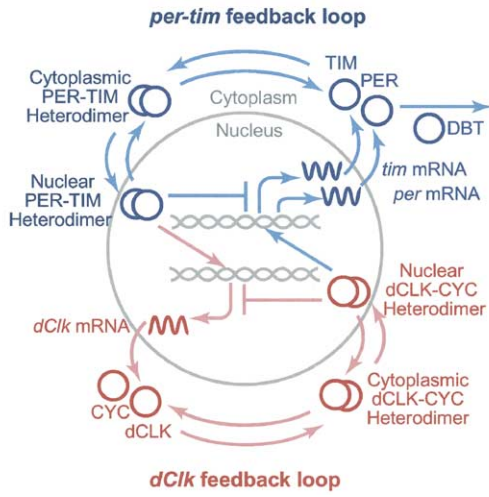 per-tim feedback loop
TIM
PER
Cytoplasmic
PER-TIM
Heterodimer
Cytoplasm
Nucleus
DBT
tim mRNA
per mRNA
Nuclear
PER-TIM
Heterodimer
Nuclear
dCLK-CYC
Heterodimer
dClk mRNA
CYC
dCLK
Cytoplasmic
dCLK-CYC
Heterodimer
dClk feedback loop